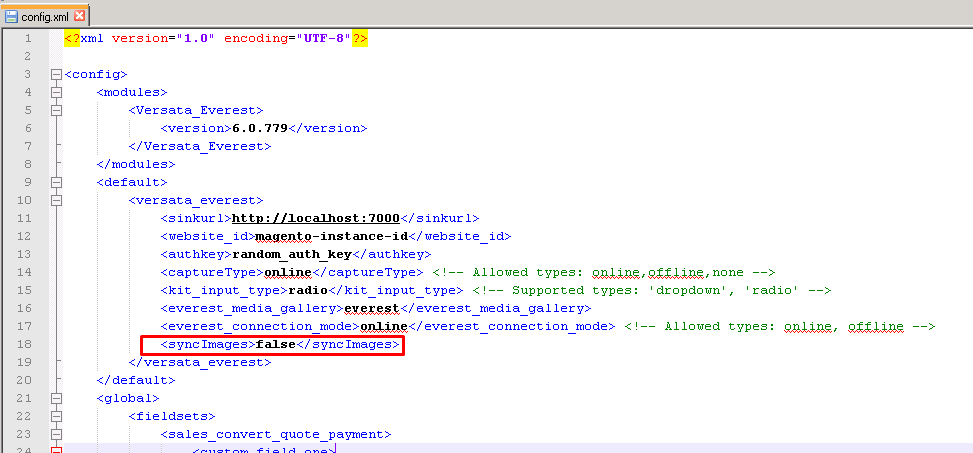 config.xml
1 <?xml version="1.0" encoding="UTF-8"?>
2
3 <config>
4 <modules>
5 <Versata_Everest>
6 <version>6.0.779</version>
7 </Versata_Everest>
8 </modules>
9 <default>
10 <versata_everest>
11 <sinkurl>http://localhost:7000</sinkurl>
12 <website_id>magento-instance-id</website_id>
13 <authkey>random_auth_key</authkey>
14 <captureType>online</captureType> <!-- Allowed types: online,offline,none -->
15 <kit_input_type>radio</kit_input_type> <!-- Supported types: 'dropdown', 'radio' -->
16 <everest_media_gallery>everest</everest_media_gallery>
17 <everest_connection_mode>online</everest_connection_mode> <!-- Allowed types: online, offline -->
18 <syncImages>false</syncImages>
19 </versata_everest>
20 </default>
21 <global>
22 <fieldsets>
23 <sales_convert_quote_payment>
24 <custom_field_one>